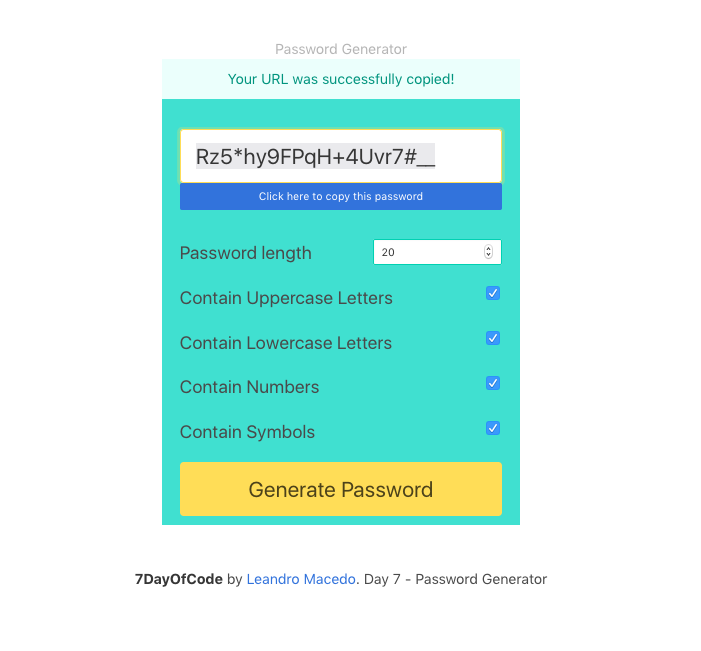 Password Generator
Your URL was successfully copied!
Rz5*hy9FPqH+4Uvr7#__
Click here to copy this password
Password length 20
Contain Uppercase Letters
Contain Lowercase Letters
Contain Numbers
Contain Symbols
Generate Password
7DayOfCode by Leandro Macedo. Day 7 - Password Generator